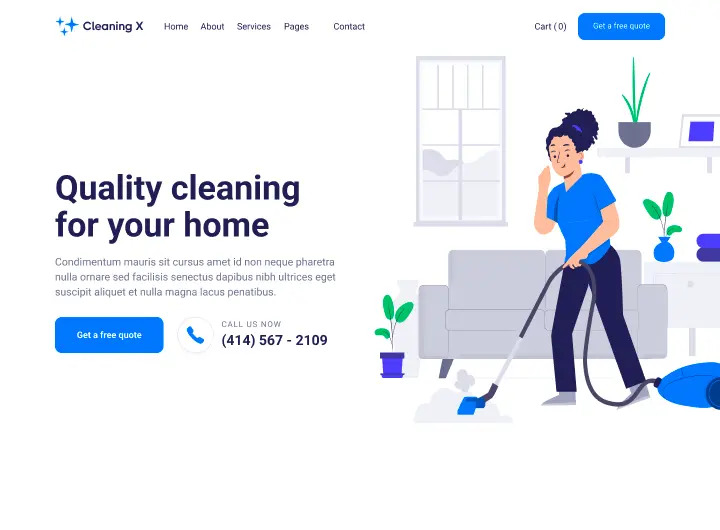 Cleaning X
Home About Services Pages Contact
Cart ( 0 )
Get a free quote
Quality cleaning
for your home
Condimentum mauris sit cursus amet id non neque pharetra
nulla ornare sed facilisis senectus dapibus nibh ultrices eget
suscipit aliquet et nulla magna lacus penatibus.
Get a free quote
CALL US NOW
(414) 567 - 2109